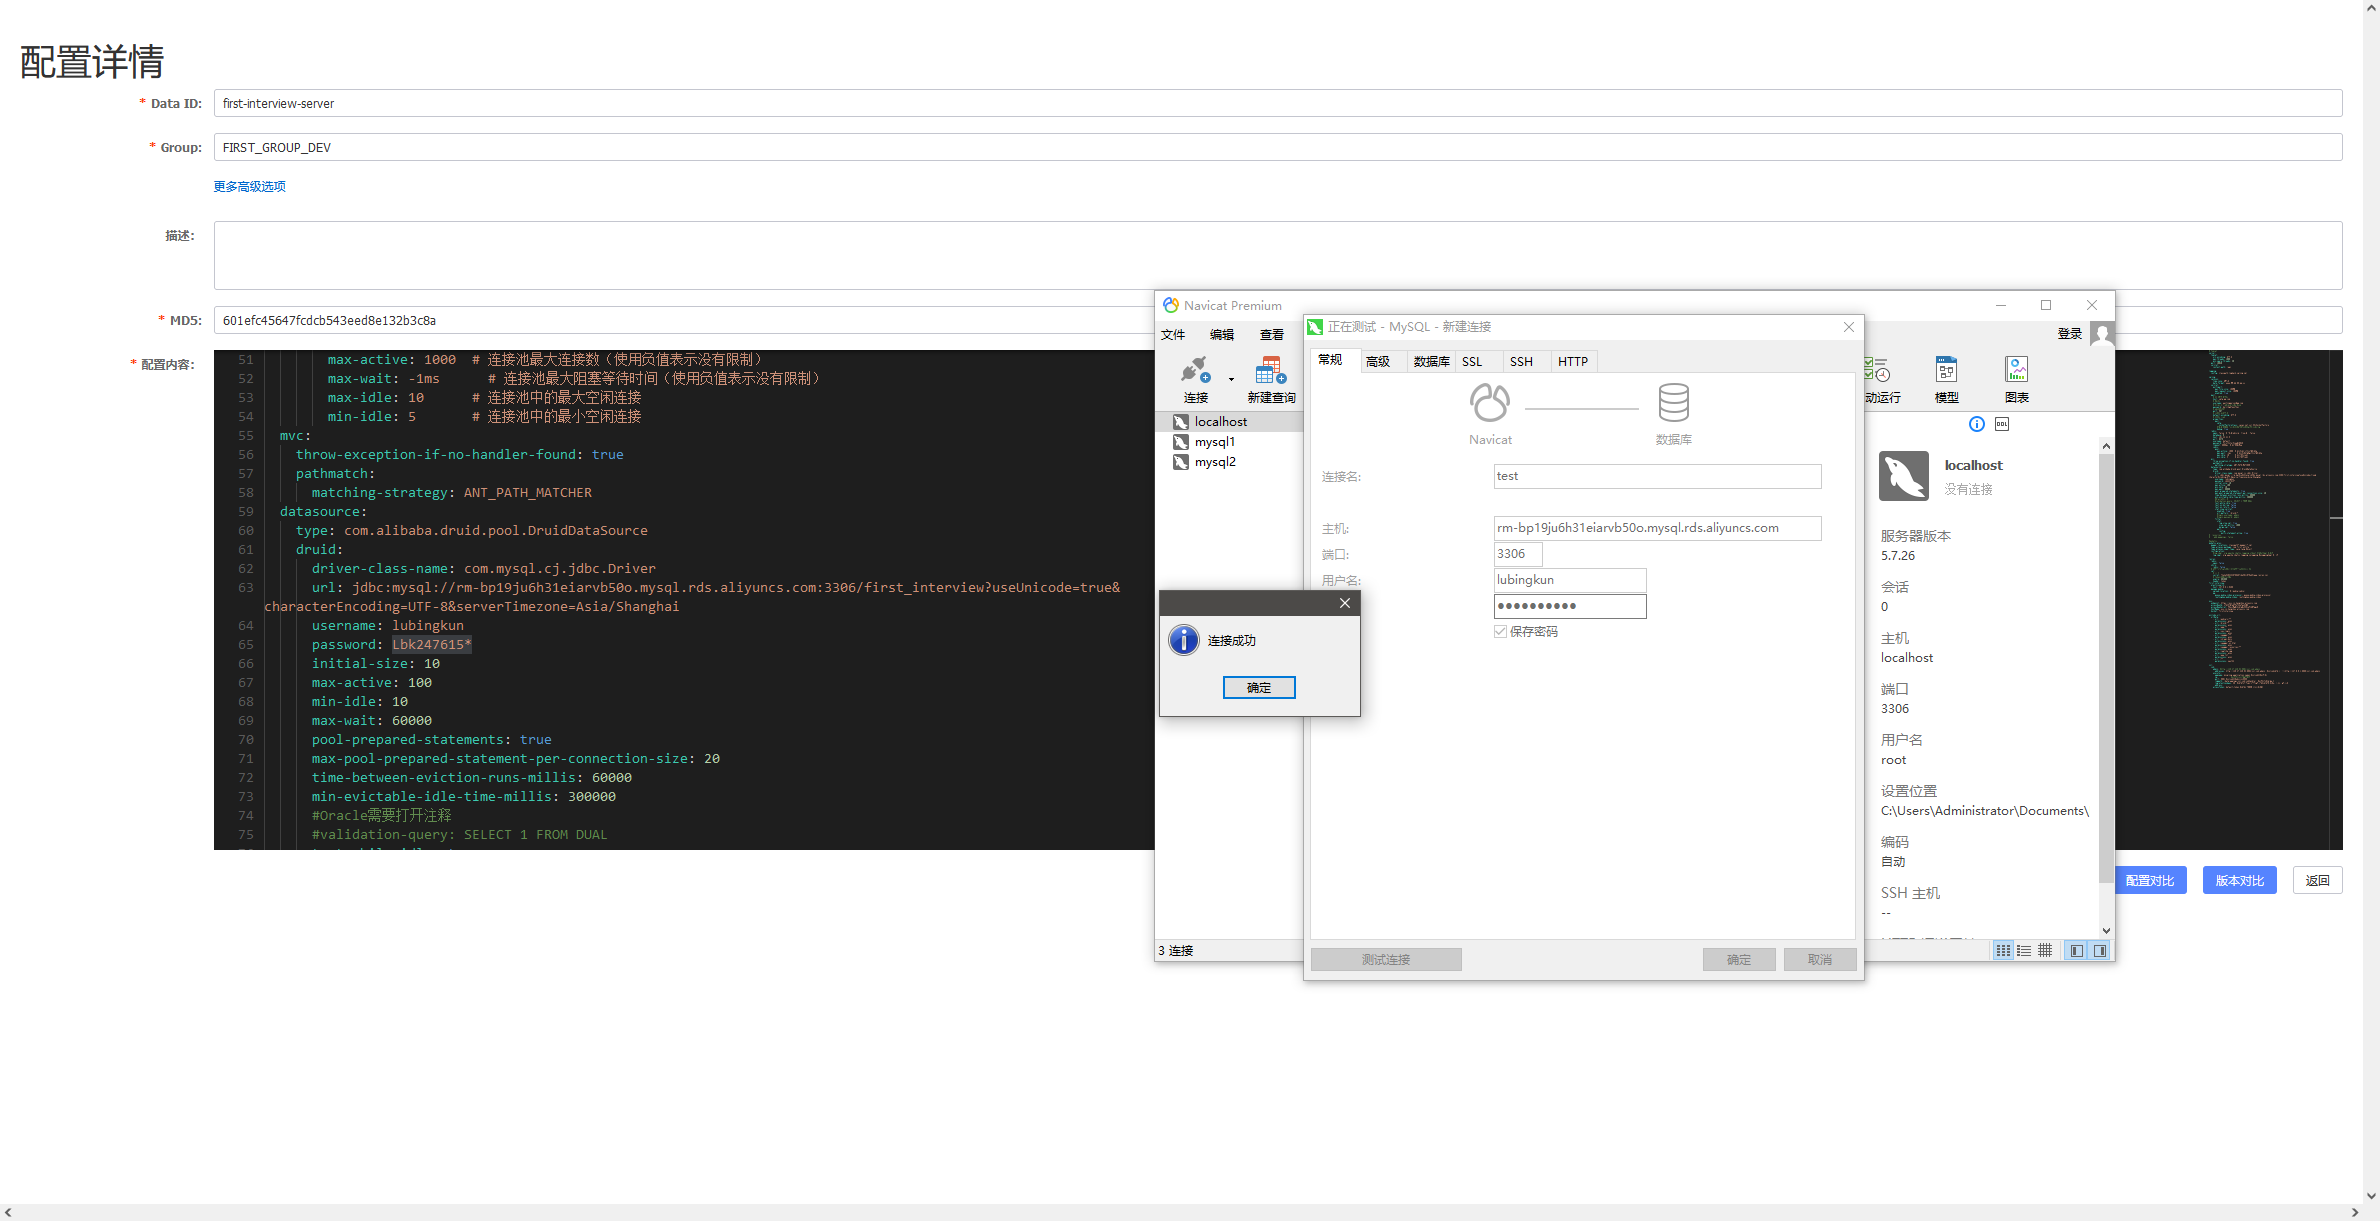 配置详情
* Data ID:
first-interview-server
* Group:
FIRST_GROUP_DEV
更多高级选项
描述:
* MD5:
601efc45647fcdcb543eed8e132b3c8a
* 配置内容:
51 max-active: 1000 # 连接池最大连接数（使用负值表示没有限制）
52 max-wait: -1ms # 连接池最大阻塞等待时间（使用负值表示没有限制）
53 max-idle: 10 # 连接池中的最大空闲连接
54 min-idle: 5 # 连接池中的最小空闲连接
55 mvc:
56 throw-exception-if-no-handler-found: true
57 pathmatch:
58 matching-strategy: ANT_PATH_MATCHER
59 datasource:
60 type: com.alibaba.druid.pool.DruidDataSource
61 druid:
62 driver-class-name: com.mysql.cj.jdbc.Driver
63 url: jdbc:mysql://rm-bp19ju6h31eiarvb50o.mysql.rds.aliyuncs.com:3306/first_interview?useUnicode=true&
characterEncoding=UTF-8&serverTimezone=Asia/Shanghai
64 username: lubingkun
65 password: Lbk247615*
66 initial-size: 10
67 max-active: 100
68 min-idle: 10
69 max-wait: 60000
70 pool-prepared-statements: true
71 max-pool-prepared-statement-per-connection-size: 20
72 time-between-eviction-runs-millis: 60000
73 min-evictable-idle-time-millis: 300000
74 #Oracle需要打开注释
75 #validation-query: SELECT 1 FROM DUAL
配置对比
版本对比
返回
Navicat Premium
文件 编辑 查看
登录
连接
新建查询
动运行
模型
图表
localhost
mysql1
mysql2
3 连接
正在测试 - MySQL - 新建连接
常规 高级 数据库 SSL SSH HTTP
Navicat
数据库
连接名:
test
主机:
rm-bp19ju6h31eiarvb50o.mysql.rds.aliyuncs.com
端口:
3306
用户名:
lubingkun
●●●●●●●●●●
保存密码
测试连接
确定
取消
连接成功
确定
DDL
localhost
没有连接
服务器版本
5.7.26
会话
0
主机
localhost
端口
3306
用户名
root
设置位置
C:\Users\Administrator\Documents\
编码
自动
SSH 主机
--